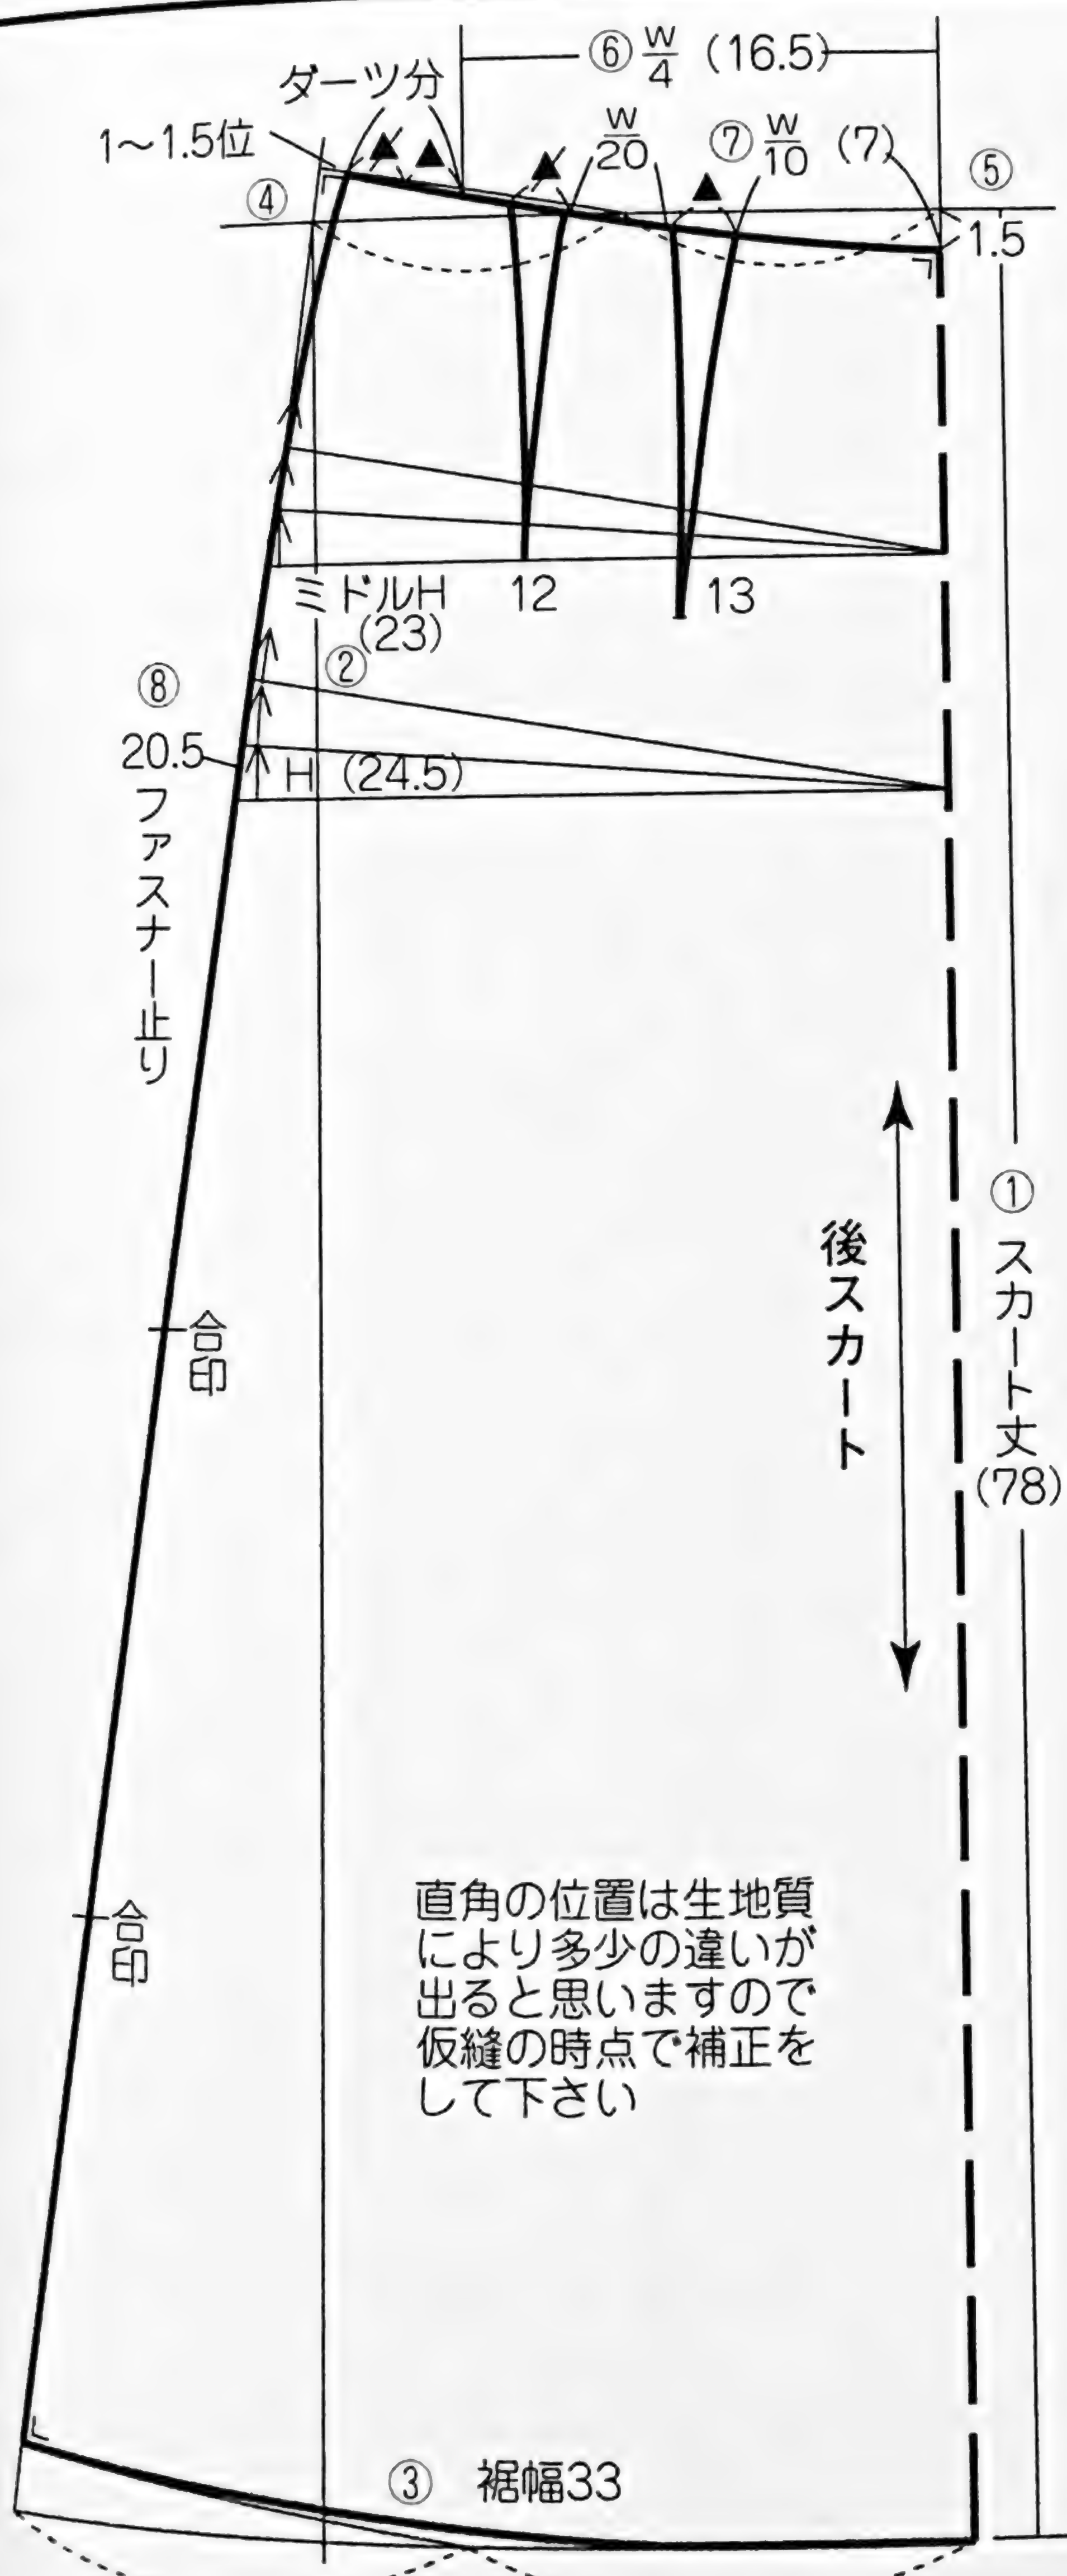 ⑥ W/4 (16.5)
ダーツ分
1〜1.5位
▲ ▲ ▲ ▲
W/20
⑦ W/10 (7)
⑤
④
1.5
ミドルH
(23)
12
13
②
⑧
20.5
ファスナー止り
H (24.5)
① スカート丈
(78)
後スカート
合印
合印
直角の位置は生地質
により多少の違いが
出ると思いますので
仮縫の時点で補正を
して下さい
③ 裾幅33